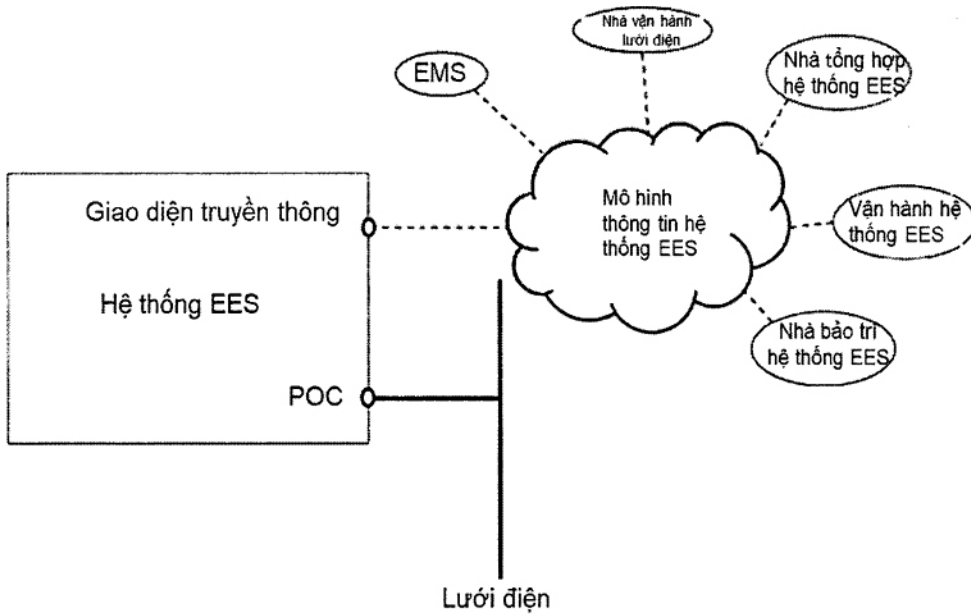 Nhà vận hành
lưới điện
EMS
Nhà tổng hợp
hệ thống EES
Giao diện truyền thông
Mô hình
thông tin hệ
thống EES
Vận hành hệ
thống EES
Hệ thống EES
Nhà bảo trì
hệ thống EES
POC
Lưới điện